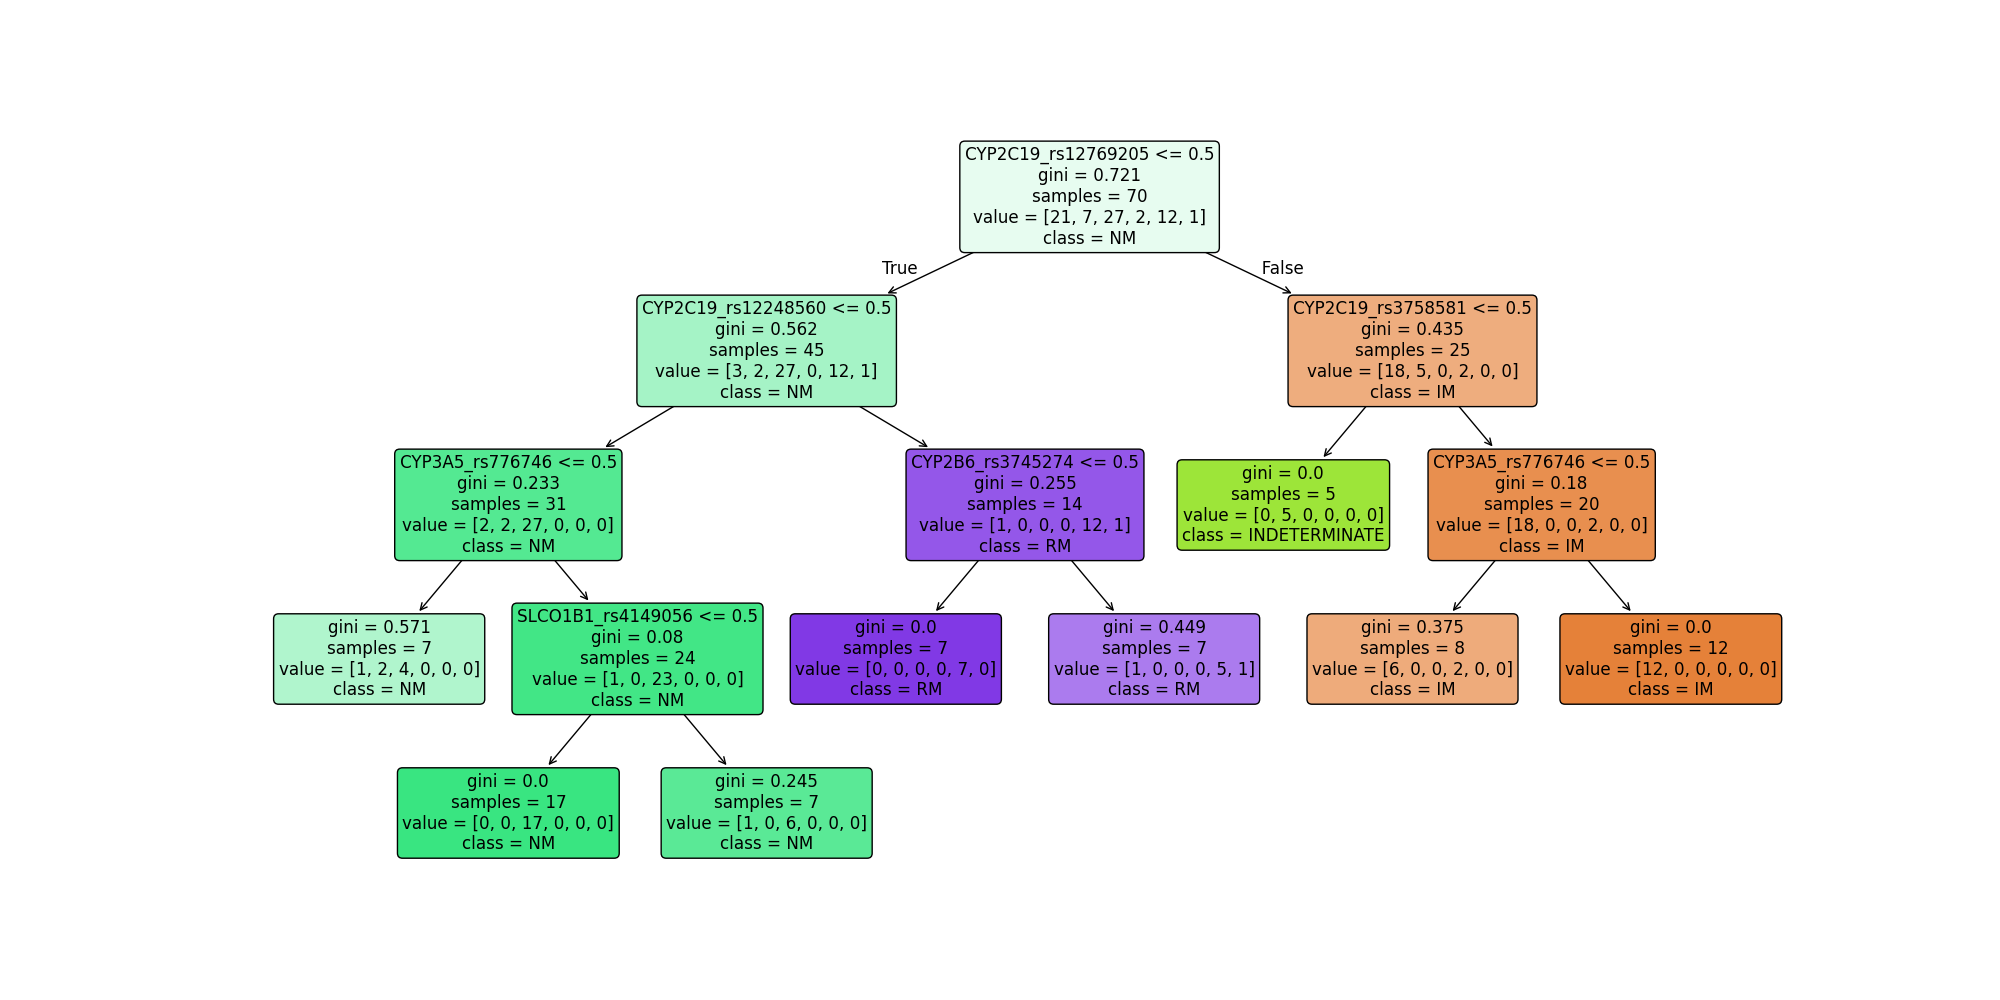 CYP2C19_rs12769205 <= 0.5
gini = 0.721
samples = 70
value = [21, 7, 27, 2, 12, 1]
class = NM
True
False
CYP2C19_rs12248560 <= 0.5
gini = 0.562
samples = 45
value = [3, 2, 27, 0, 12, 1]
class = NM
CYP2C19_rs3758581 <= 0.5
gini = 0.435
samples = 25
value = [18, 5, 0, 2, 0, 0]
class = IM
CYP3A5_rs776746 <= 0.5
gini = 0.233
samples = 31
value = [2, 2, 27, 0, 0, 0]
class = NM
CYP2B6_rs3745274 <= 0.5
gini = 0.255
samples = 14
value = [1, 0, 0, 0, 12, 1]
class = RM
gini = 0.0
samples = 5
value = [0, 5, 0, 0, 0, 0]
class = INDETERMINATE
CYP3A5_rs776746 <= 0.5
gini = 0.18
samples = 20
value = [18, 0, 0, 2, 0, 0]
class = IM
gini = 0.571
samples = 7
value = [1, 2, 4, 0, 0, 0]
class = NM
SLCO1B1_rs4149056 <= 0.5
gini = 0.08
samples = 24
value = [1, 0, 23, 0, 0, 0]
class = NM
gini = 0.0
samples = 7
value = [0, 0, 0, 0, 7, 0]
class = RM
gini = 0.449
samples = 7
value = [1, 0, 0, 0, 5, 1]
class = RM
gini = 0.375
samples = 8
value = [6, 0, 0, 2, 0, 0]
class = IM
gini = 0.0
samples = 12
value = [12, 0, 0, 0, 0, 0]
class = IM
gini = 0.0
samples = 17
value = [0, 0, 17, 0, 0, 0]
class = NM
gini = 0.245
samples = 7
value = [1, 0, 6, 0, 0, 0]
class = NM